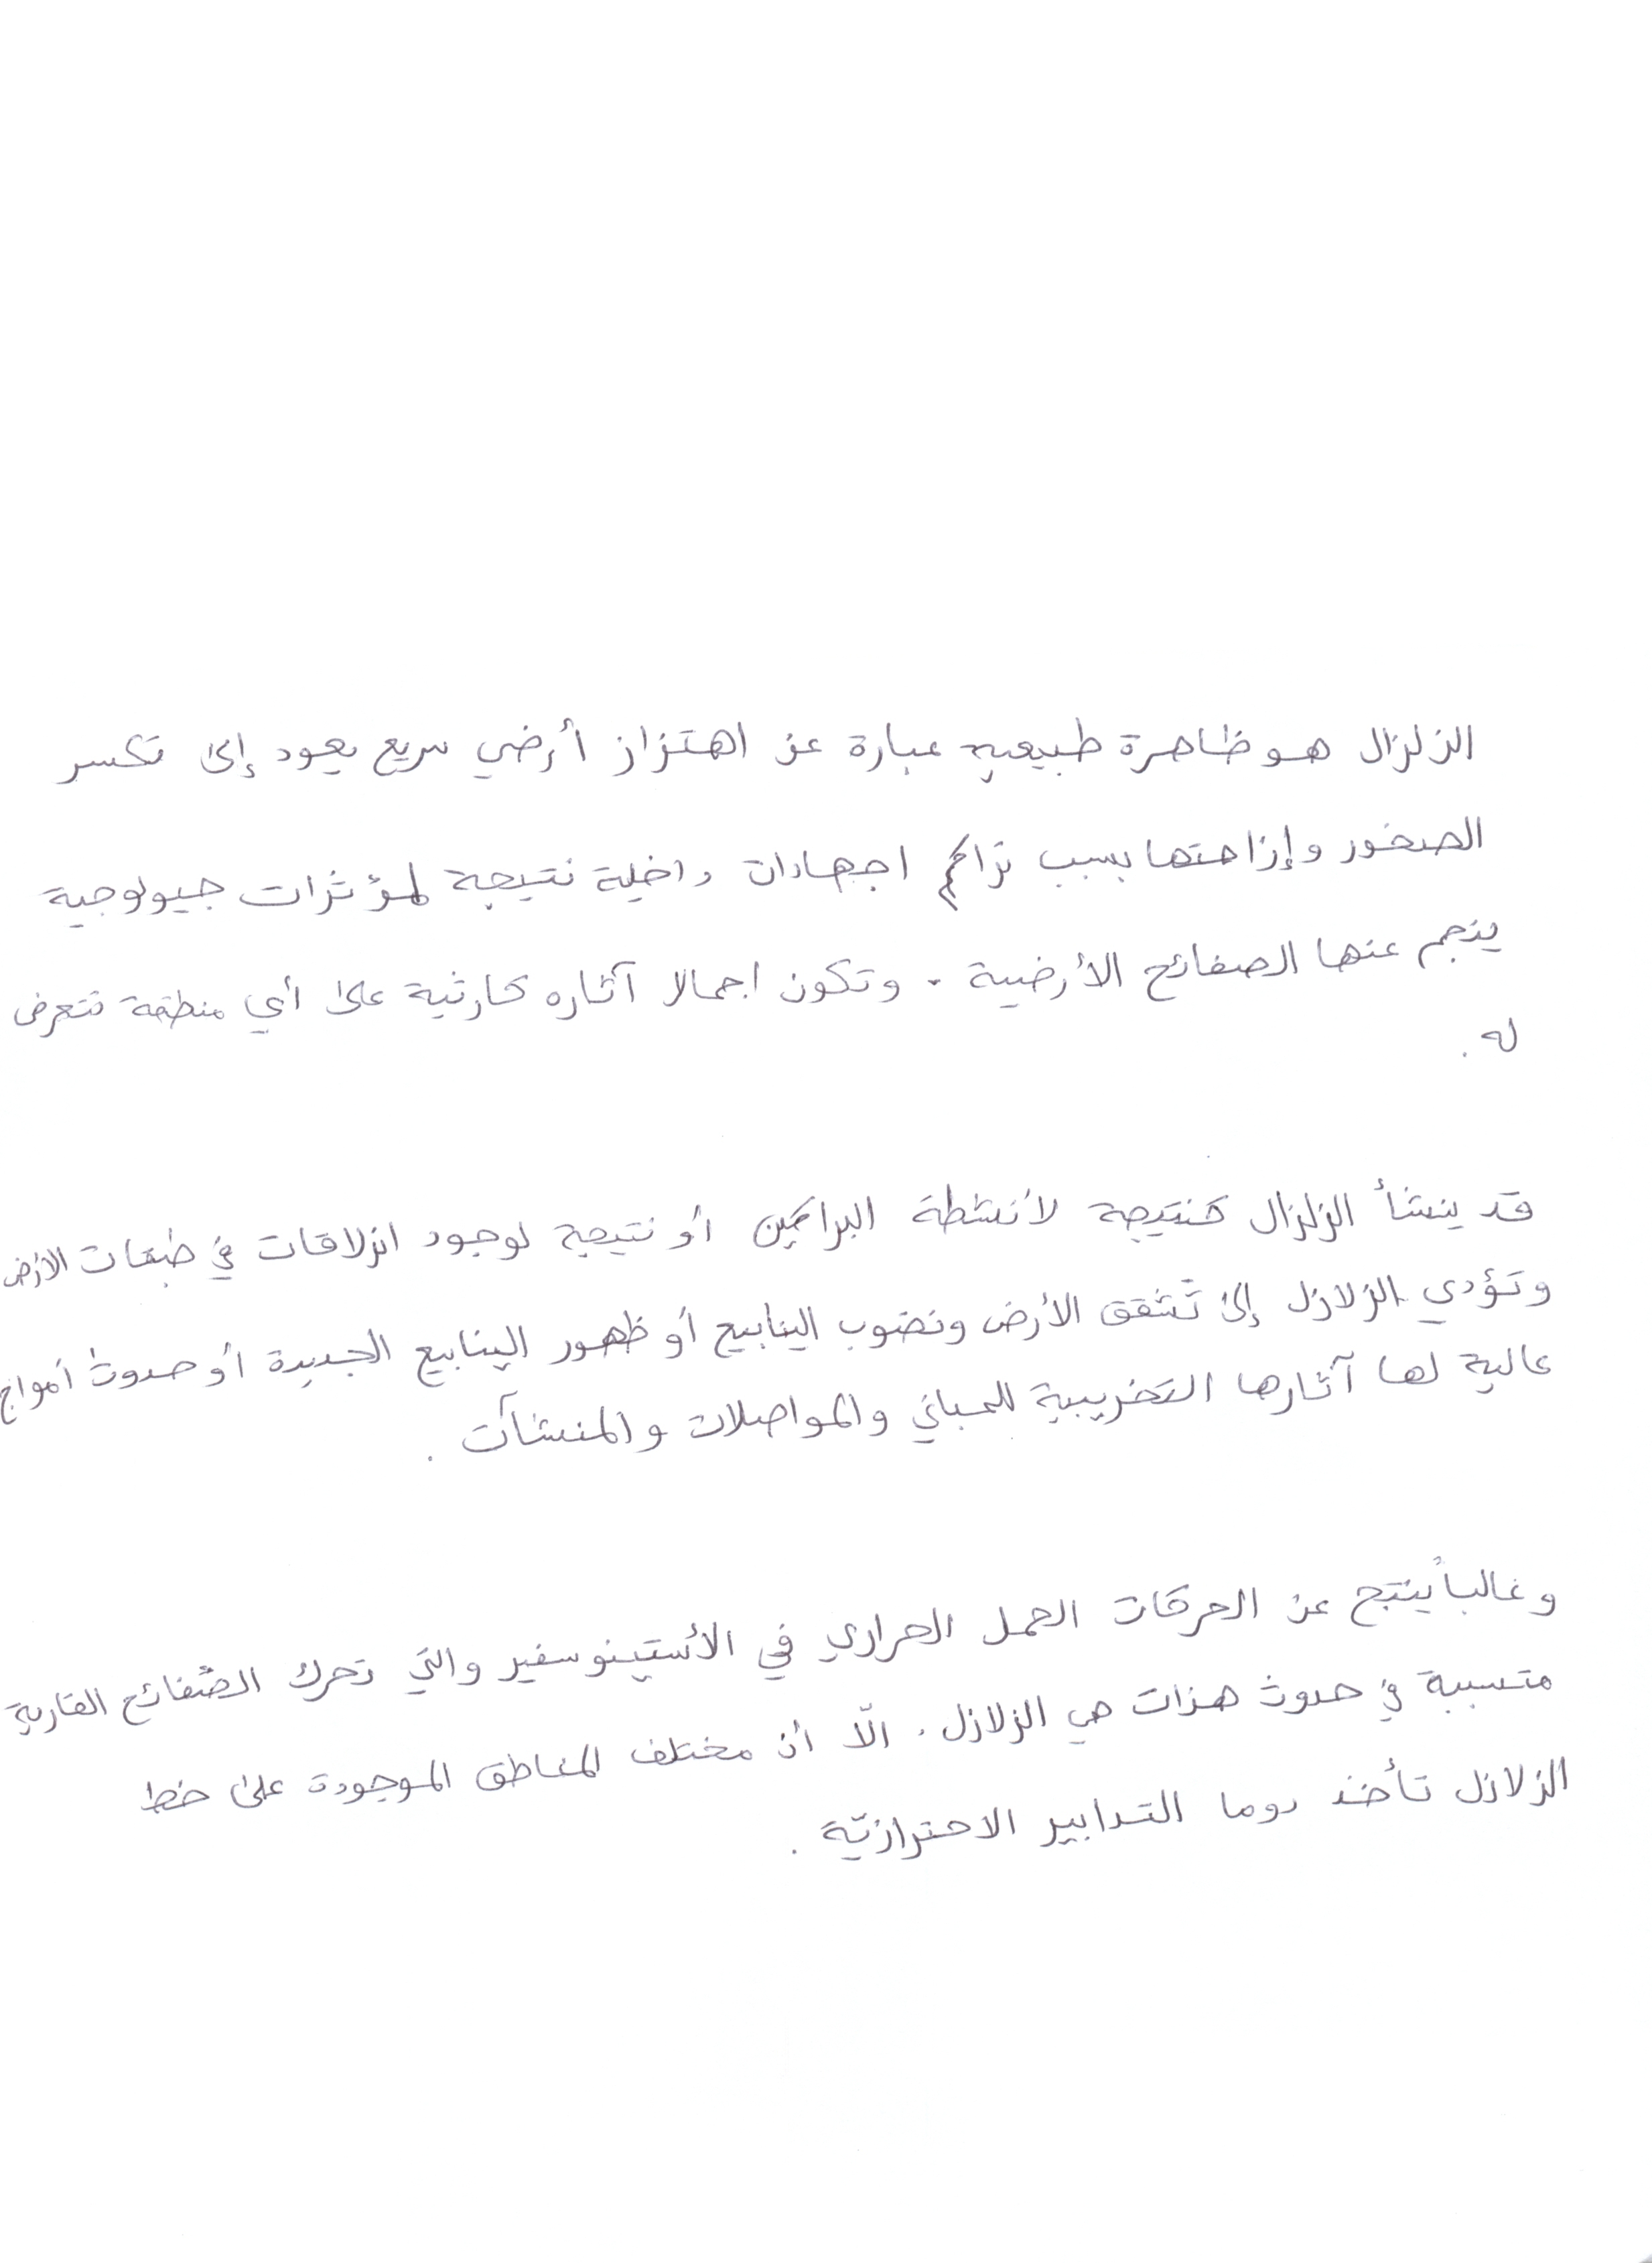 الزلزال هو ظاهرة طبيعيه عبارة عن اهتزاز أرضي سريع يعود إلى تكسر
الصخور وإزاحتها بسبب تراكم اجهادات داخلية نتيجة لمؤثرات جيولوجية
ينجم عنها الصفائح الأرضية . وتكون اجمالا آثاره كارثية على أي منطقة تتعرض
له .
قد ينشأ الزلزال كنتيجة لأنشطة البراكين أو نتيجة لوجود انزلاقات في طبقات الأرض
وتؤدي الزلازل إلى تشقق الأرض ونضوب الينابيع أو ظهور الينابيع الجديدة أو حدوث أمواج
عالية لها آثارها التخريبية للمباني والمواصلات والمنشآت .
وغالباً ينتج عن الحركات الحمل الحراري في الأستينوسفير والتي تحرك الصفائح القارية
متسببة في حدوث هزات هي الزلازل . الّا أن مختلف المناطق الموجودة على خط
الزلازل تأخذ دوما التدابير الاحترازيّة .